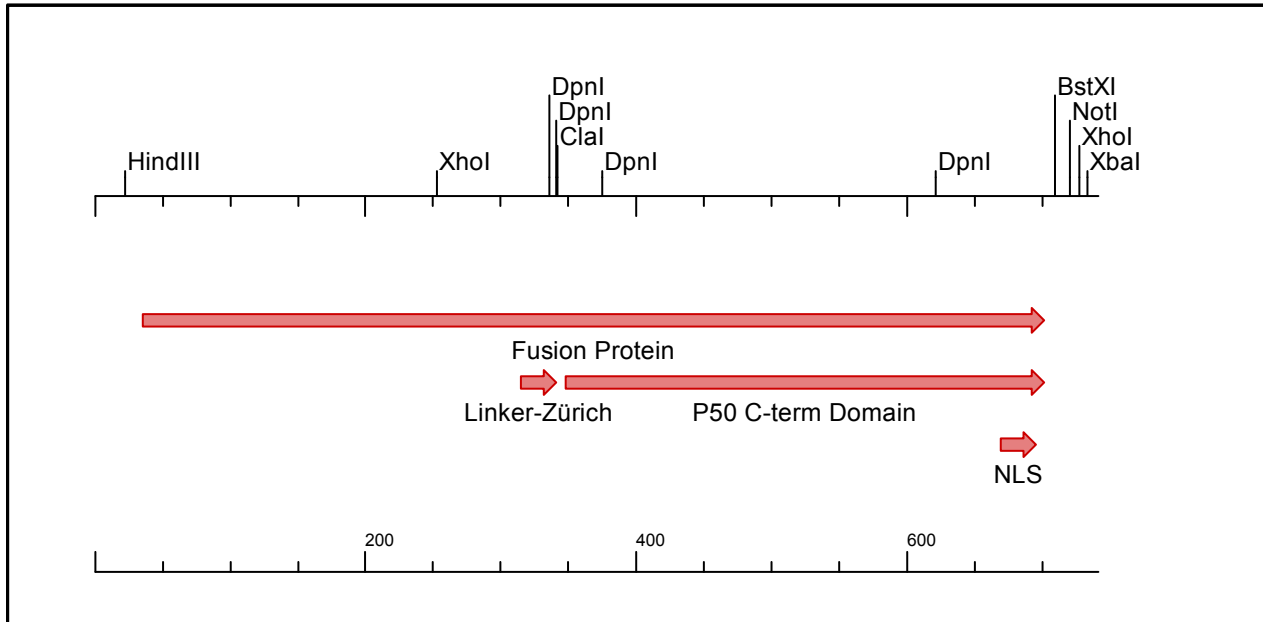 DpnI
BstXI
DpnI
NotI
ClaI
XhoI
HindIII
XhoI
DpnI
DpnI
XbaI
Fusion Protein
Linker-Zürich
P50 C-term Domain
NLS
200
400
600